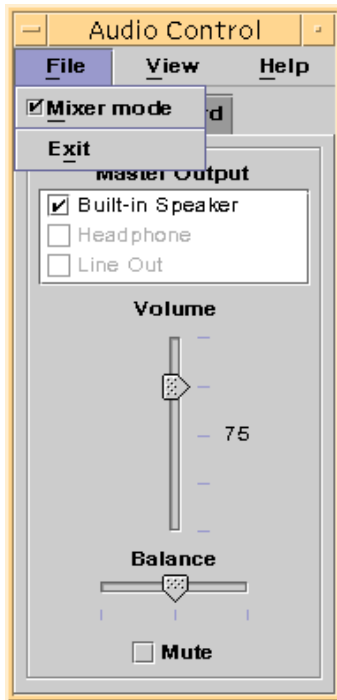 Audio Control
File View Help
Mixer mode
rd
Exit
Master Output
Built-in Speaker
Headphone
Line Out
Volume
75
Balance
Mute